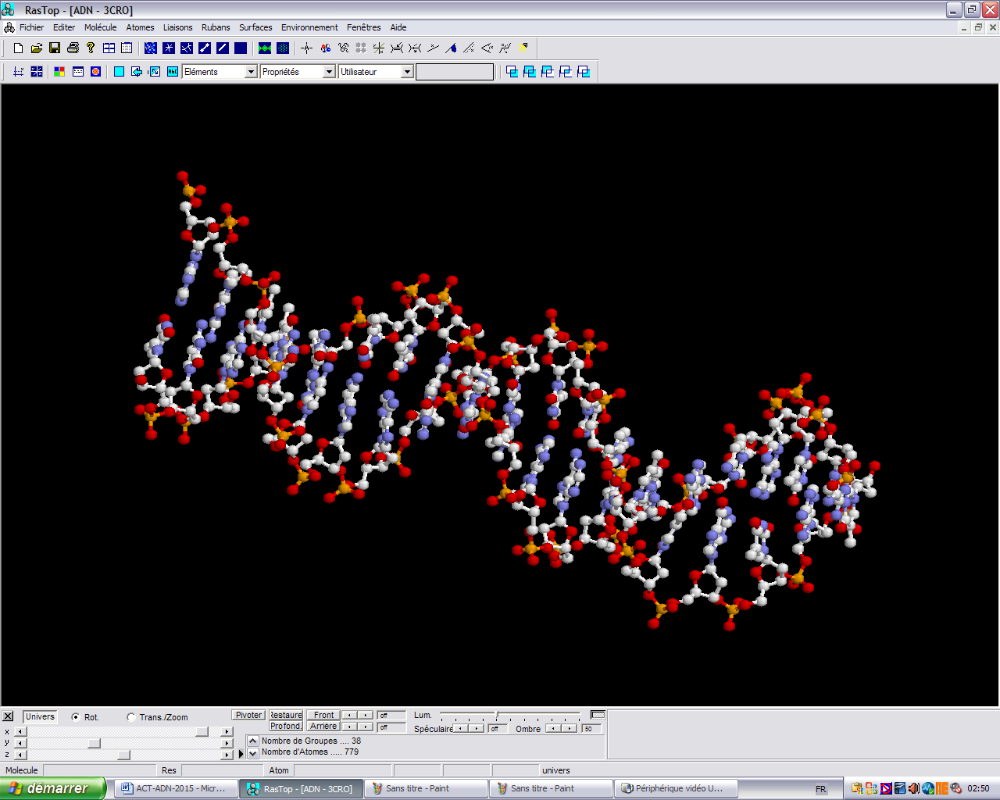 RasTop - [ADN - 3CRO]
Fichier Editer Molécule Atomes Liaisons Rubans Surfaces Environnement Fenêtres Aide
Abc Eléments Propriétés Utilisateur
Univers Rot. Trans./Zoom Pivoter Restaure Front off Lum.
Profond. Arrière off Spéculaire off Ombre 50
x
y
z
Nombre de Groupes .... 38
Nombre d'Atomes ..... 779
Molecule Res Atom univers
démarrer ACT-ADN-2015 - Micr... RasTop - [ADN - 3CRO] Sans titre - Paint Sans titre - Paint Périphérique vidéo U... FR 02:50